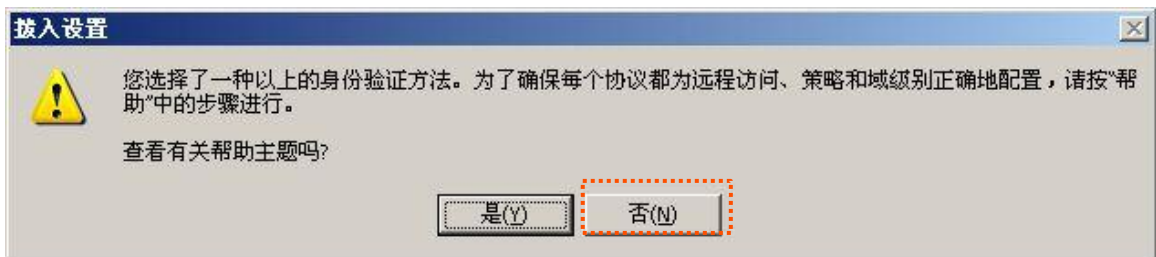 拨入设置
您选择了一种以上的身份验证方法。为了确保每个协议都为远程访问、策略和域级别正确地配置，请按“帮
助”中的步骤进行。
查看有关帮助主题吗?
是(Y) 否(N)